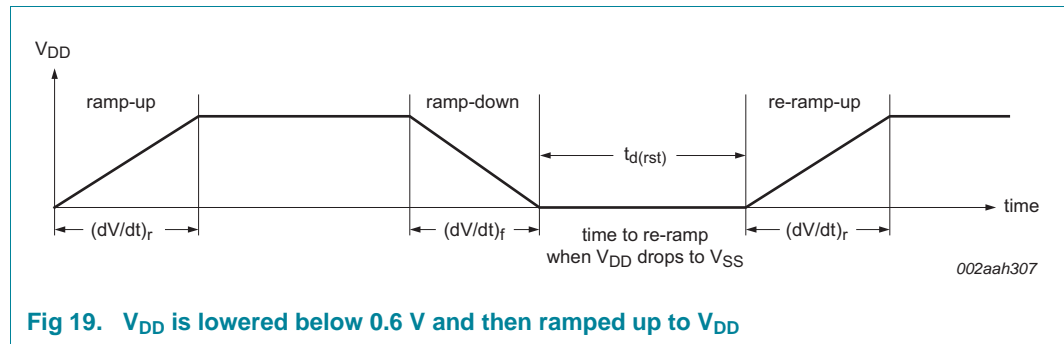 VDD
ramp-up
ramp-down
re-ramp-up
td(rst)
time
(dV/dt)r
(dV/dt)f
time to re-ramp
when VDD drops to VSS
(dV/dt)r
002aah307
Fig 19. VDD is lowered below 0.6 V and then ramped up to VDD